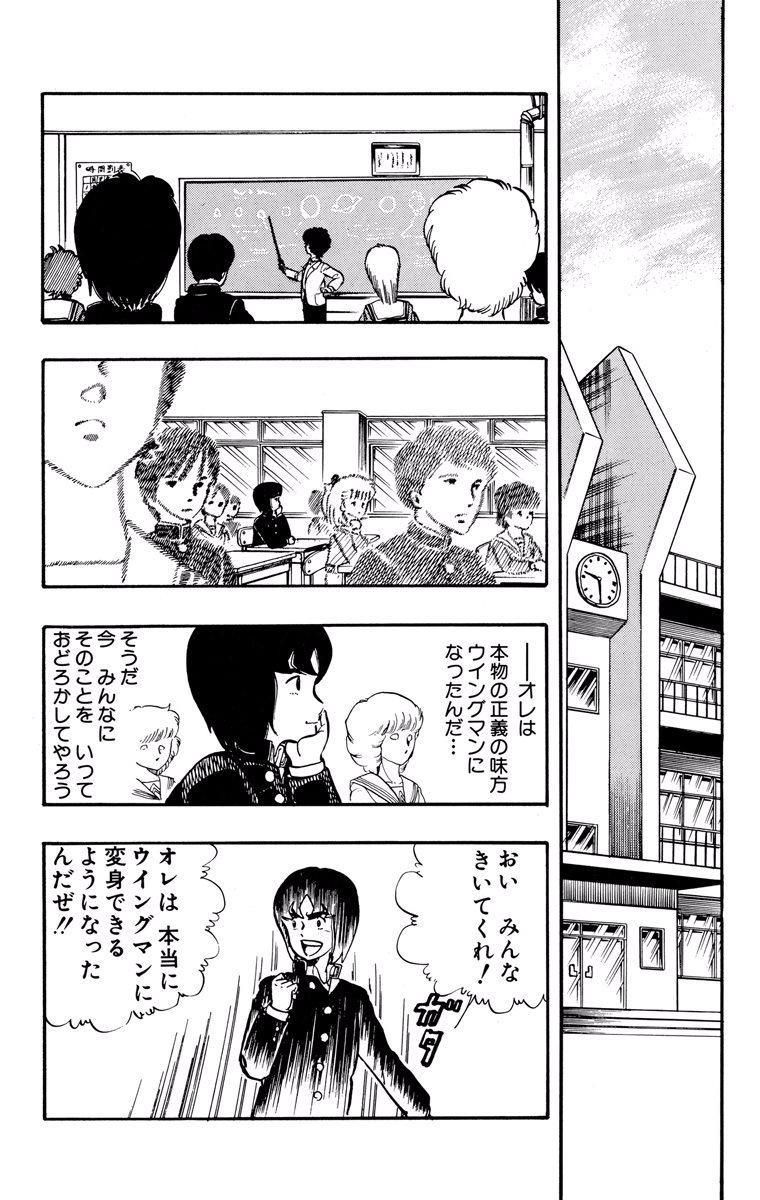 時間割表
――オレは
本物の正義の味方
ウイングマンに
なったんだ…
そうだ
今 みんなに
そのことを いって
おどろかしてやろう
おい みんな
きいてくれ!
ガタ
オレは 本当に
ウイングマンに
変身できる
ようになった
んだぜ!!